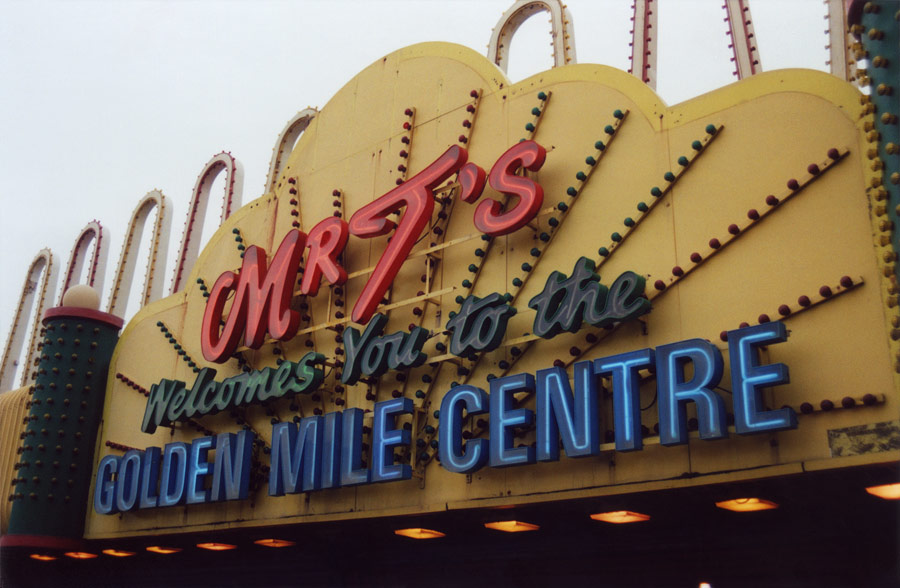 Mr T's
Welcomes You to the
GOLDEN MILE CENTRE